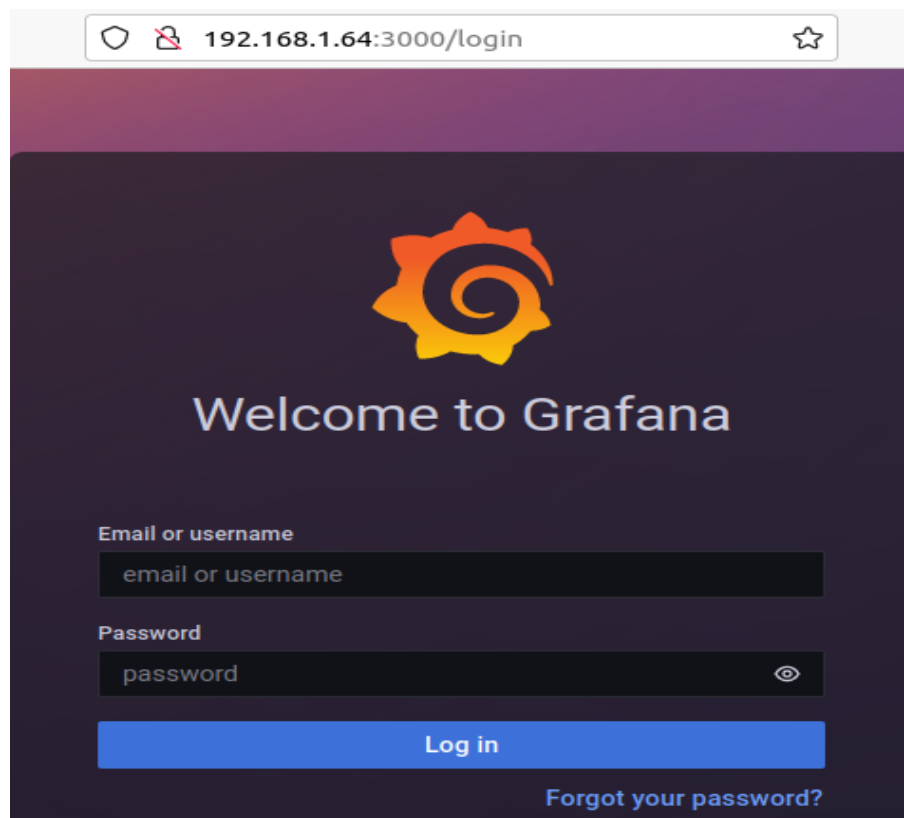 192.168.1.64:3000/login
Welcome to Grafana
Email or username
email or username
Password
password
Log in
Forgot your password?